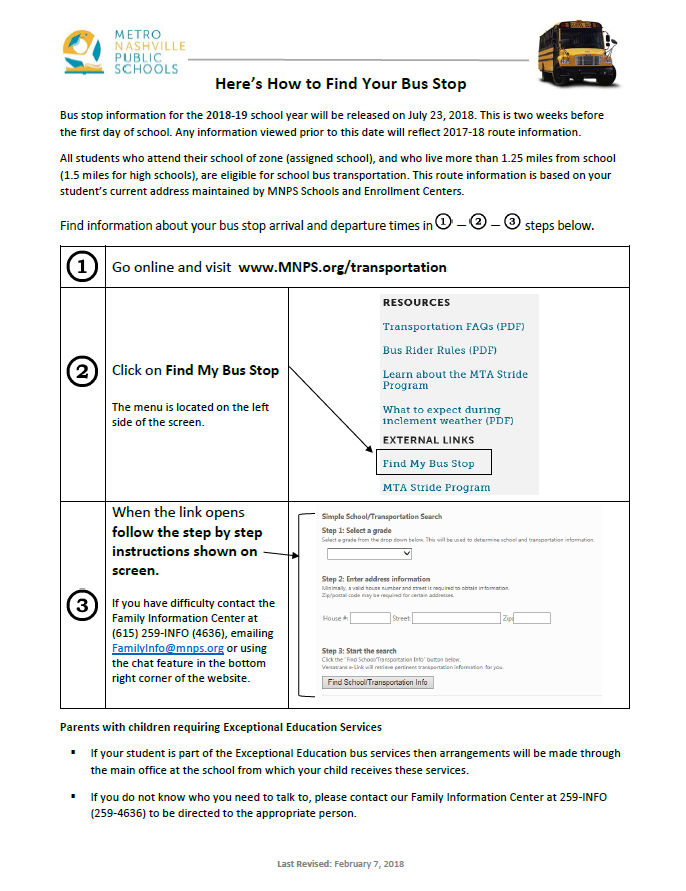 METRO
NASHVILLE
PUBLIC
SCHOOLS
Here's How to Find Your Bus Stop
Bus stop information for the 2018-19 school year will be released on July 23, 2018. This is two weeks before
the first day of school. Any information viewed prior to this date will reflect 2017-18 route information.
All students who attend their school of zone (assigned school), and who live more than 1.25 miles from school
(1.5 miles for high schools), are eligible for school bus transportation. This route information is based on your
student's current address maintained by MNPS Schools and Enrollment Centers.
Find information about your bus stop arrival and departure times in ① – ② – ③ steps below.
① Go online and visit www.MNPS.org/transportation
②
Click on Find My Bus Stop
The menu is located on the left
side of the screen.
RESOURCES
Transportation FAQs (PDF)
Bus Rider Rules (PDF)
Learn about the MTA Stride
Program
What to expect during
inclement weather (PDF)
EXTERNAL LINKS
Find My Bus Stop
MTA Stride Program
③
When the link opens
follow the step by step
instructions shown on
screen.
If you have difficulty contact the
Family Information Center at
(615) 259-INFO (4636), emailing
FamilyInfo@mnps.org or using
the chat feature in the bottom
right corner of the website.
Simple School/Transportation Search
Step 1: Select a grade
Select a grade from the drop down below. This will be used to determine school and transportation information.
Step 2: Enter address information
Minimally, a valid house number and street is required to obtain information.
Zip/postal code may be required for certain addresses.
House #: Street: Zip:
Step 3: Start the search
Click the "Find School/Transportation Info" button below.
Versatrans e-Link will retrieve pertinent transportation information for you.
Find School/Transportation Info
Parents with children requiring Exceptional Education Services
▪ If your student is part of the Exceptional Education bus services then arrangements will be made through
the main office at the school from which your child receives these services.
▪ If you do not know who you need to talk to, please contact our Family Information Center at 259-INFO
(259-4636) to be directed to the appropriate person.
Last Revised: February 7, 2018